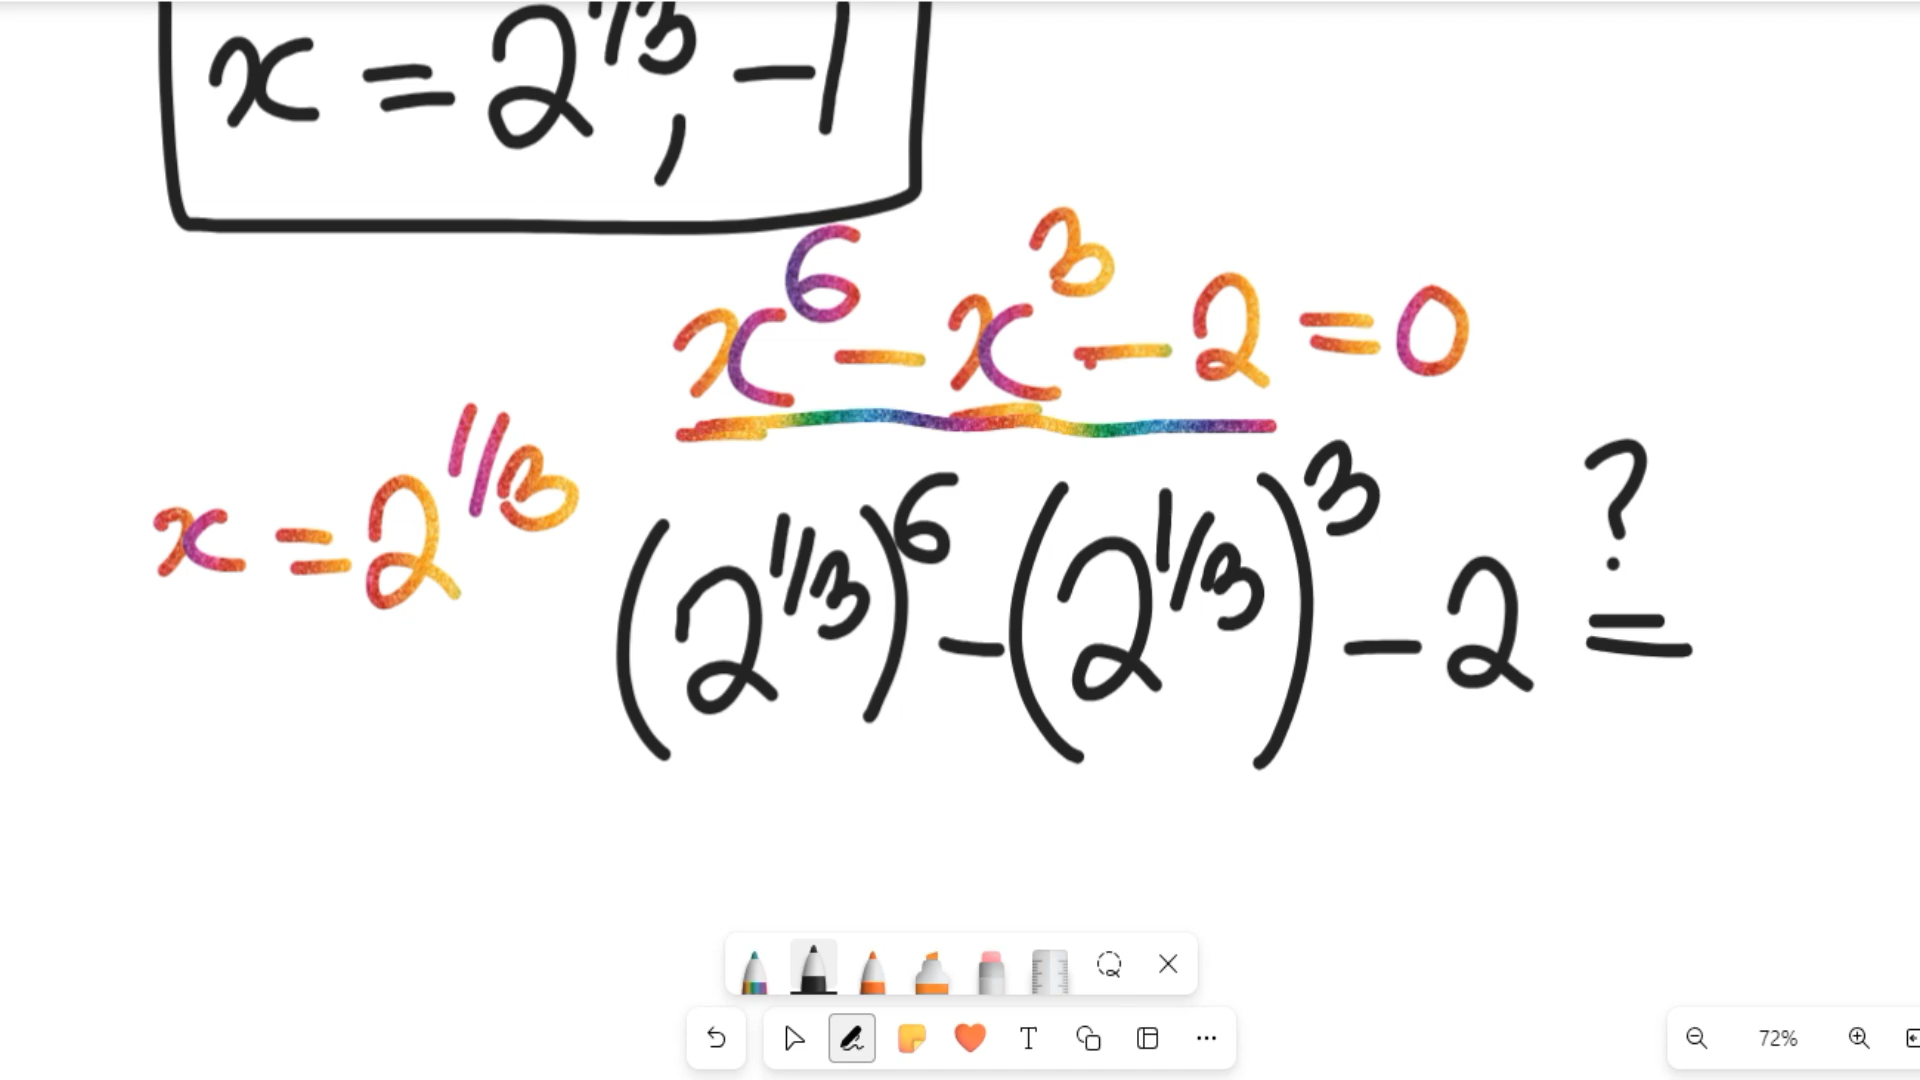 x = 2^{1/3}, -1
x^6 - x^3 - 2 = 0
x = 2^{1/3}
(2^{1/3})^6 - (2^{1/3})^3 - 2 ?=
T
72%